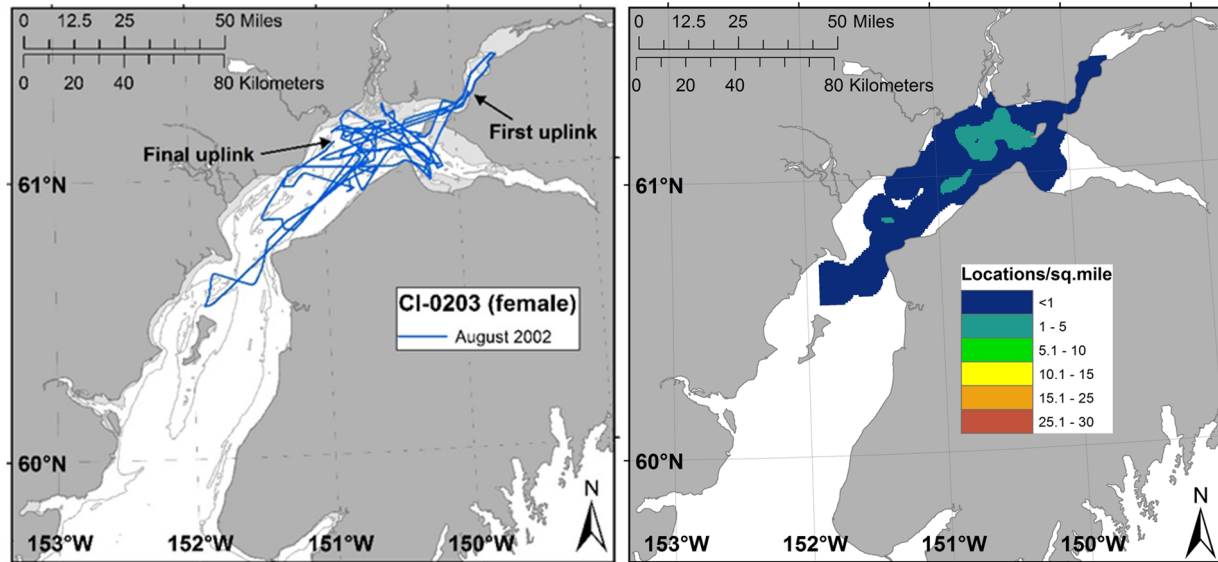 0 12.5 25 50 Miles
0 20 40 80 Kilometers
First uplink
Final uplink
61°N
CI-0203 (female)
August 2002
60°N
N
153°W 152°W 151°W 150°W
0 12.5 25 50 Miles
0 20 40 80 Kilometers
61°N
Locations/sq.mile
<1
1 - 5
5.1 - 10
10.1 - 15
15.1 - 25
25.1 - 30
60°N
N
153°W 152°W 151°W 150°W